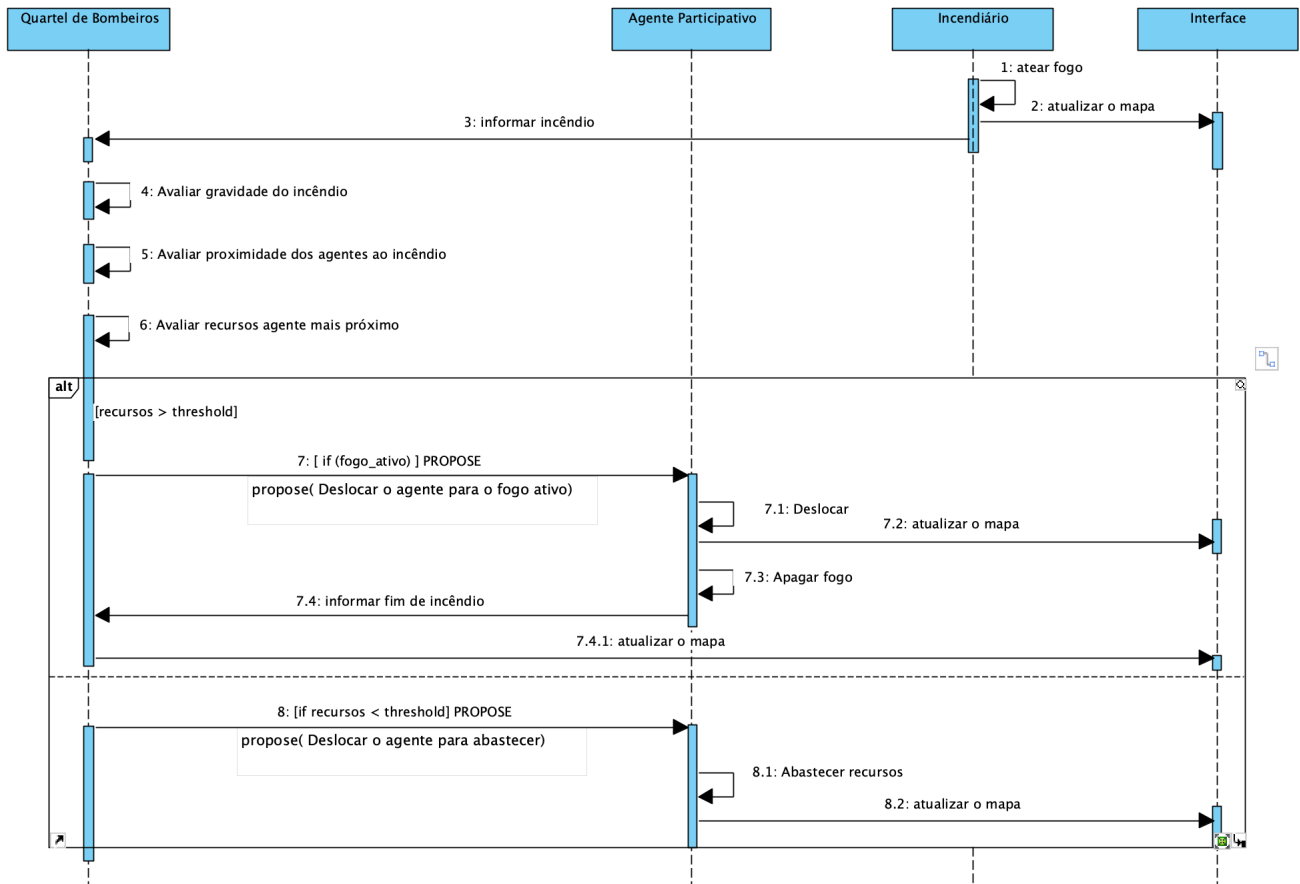 Quartel de Bombeiros
Agente Participativo
Incendiário
Interface
1: atear fogo
2: atualizar o mapa
3: informar incêndio
4: Avaliar gravidade do incêndio
5: Avaliar proximidade dos agentes ao incêndio
6: Avaliar recursos agente mais próximo
alt
[recursos > threshold]
7: [ if (fogo_ativo) ] PROPOSE
propose( Deslocar o agente para o fogo ativo)
7.1: Deslocar
7.2: atualizar o mapa
7.3: Apagar fogo
7.4: informar fim de incêndio
7.4.1: atualizar o mapa
8: [if recursos < threshold] PROPOSE
propose( Deslocar o agente para abastecer)
8.1: Abastecer recursos
8.2: atualizar o mapa